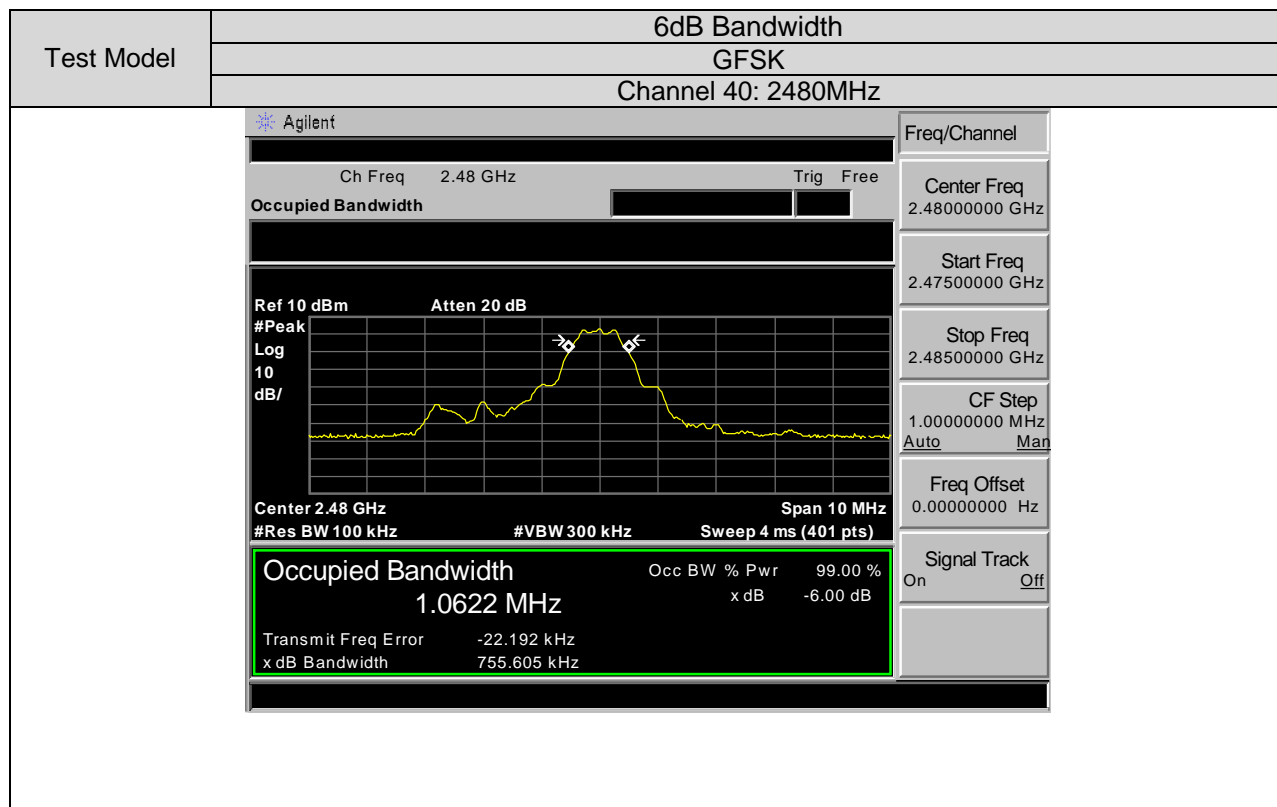 Test Model
6dB Bandwidth
GFSK
Channel 40: 2480MHz
Agilent
Freq/Channel
Ch Freq 2.48 GHz Trig Free
Occupied Bandwidth
Center Freq
2.48000000 GHz
Start Freq
2.47500000 GHz
Stop Freq
2.48500000 GHz
CF Step
1.00000000 MHz
Auto Man
Freq Offset
0.00000000 Hz
Signal Track
On Off
Ref 10 dBm Atten 20 dB
#Peak
Log
10
dB/
Center 2.48 GHz Span 10 MHz
#Res BW 100 kHz #VBW 300 kHz Sweep 4 ms (401 pts)
Occupied Bandwidth Occ BW % Pwr 99.00 %
1.0622 MHz x dB -6.00 dB
Transmit Freq Error -22.192 kHz
x dB Bandwidth 755.605 kHz